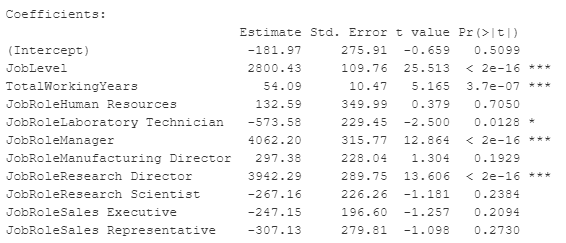 Coefficients:
Estimate Std. Error t value Pr(>|t|)
(Intercept) -181.97 275.91 -0.659 0.5099
JobLevel 2800.43 109.76 25.513 < 2e-16 ***
TotalWorkingYears 54.09 10.47 5.165 3.7e-07 ***
JobRoleHuman Resources 132.59 349.99 0.379 0.7050
JobRoleLaboratory Technician -573.58 229.45 -2.500 0.0128 *
JobRoleManager 4062.20 315.77 12.864 < 2e-16 ***
JobRoleManufacturing Director 297.38 228.04 1.304 0.1929
JobRoleResearch Director 3942.29 289.75 13.606 < 2e-16 ***
JobRoleResearch Scientist -267.16 226.26 -1.181 0.2384
JobRoleSales Executive -247.15 196.60 -1.257 0.2094
JobRoleSales Representative -307.13 279.81 -1.098 0.2730